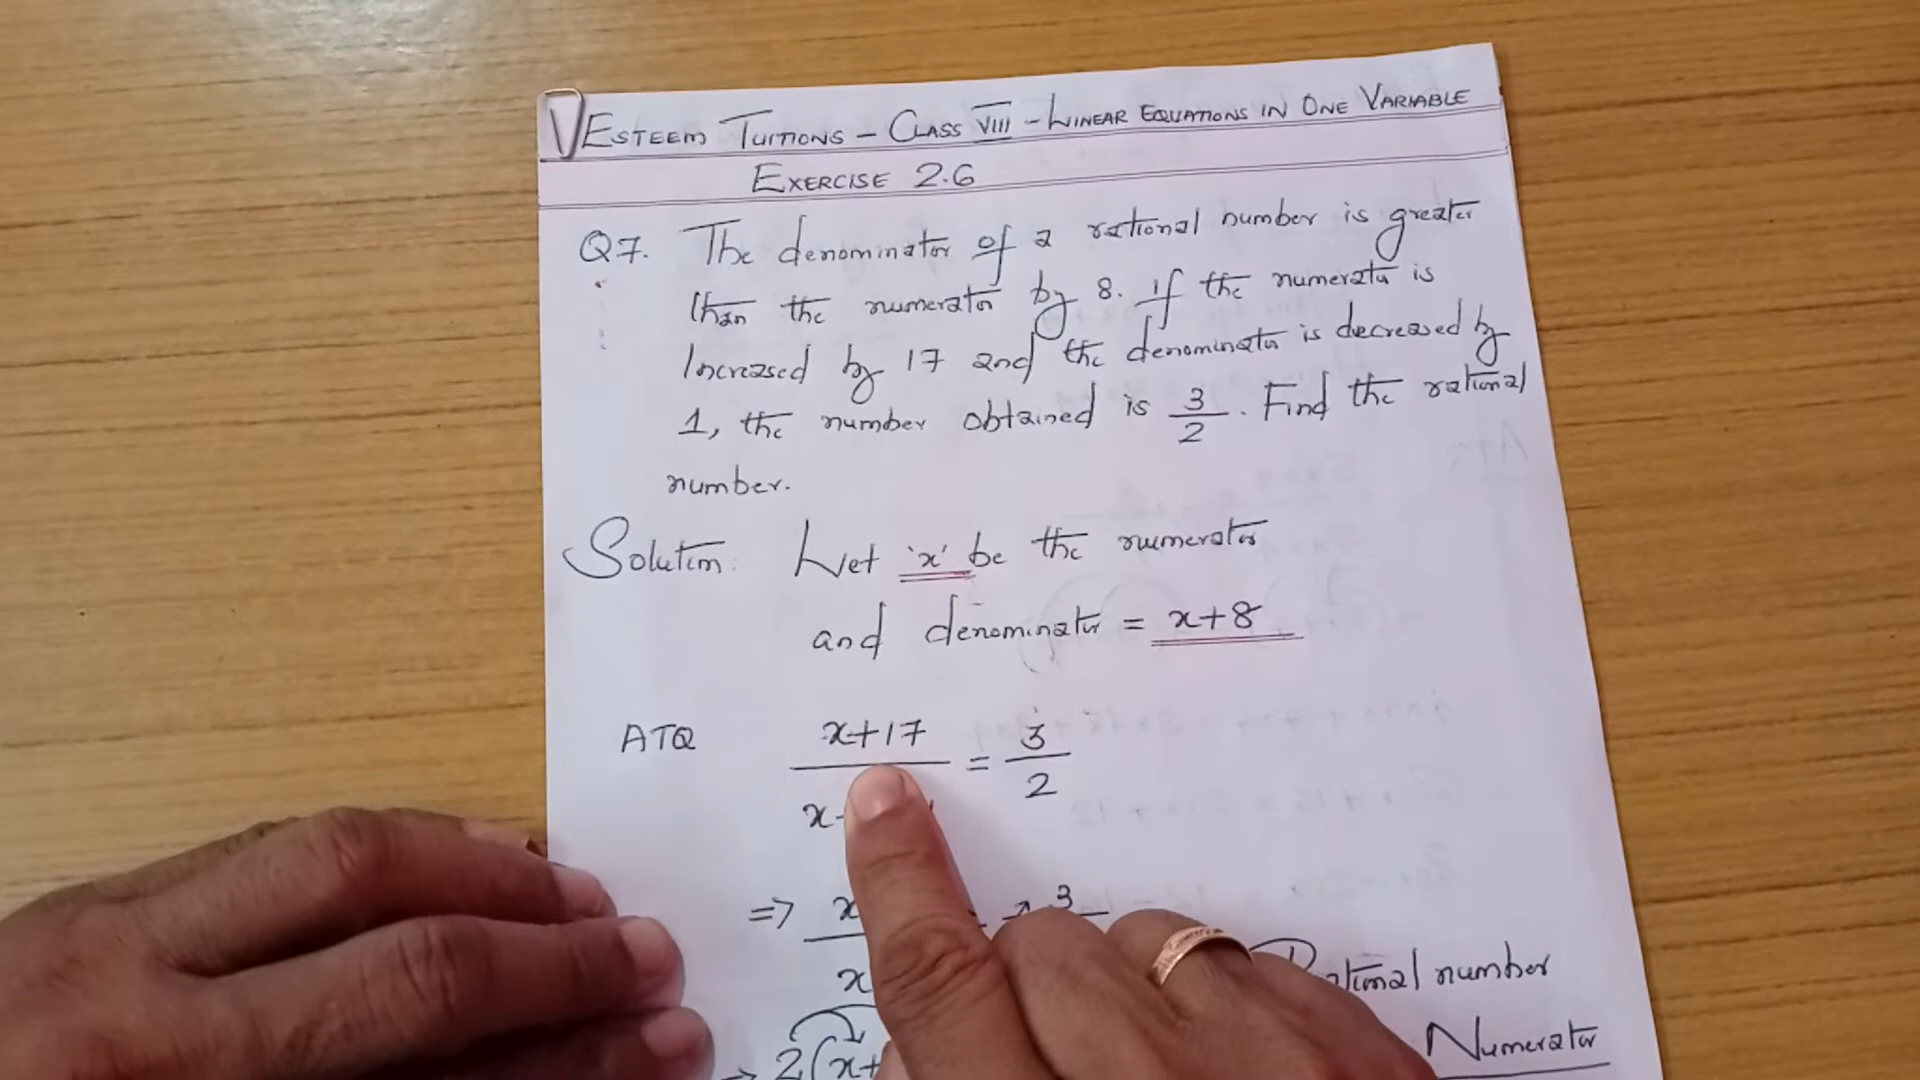 ESTEEM TUITIONS - CLASS VIII - LINEAR EQUATIONS IN ONE VARIABLE
EXERCISE 2.6
Q7. The denominator of a rational number is greater
than the numerator by 8. if the numerator is
Increased by 17 and the denominator is decreased by
1, the number obtained is 3/2. Find the rational
number.
Solution: Let 'x' be the numerator
and denominator = x+8
ATQ x+17 = 3
x 2
=> x 3
x Rational number
2(x+ Numerator